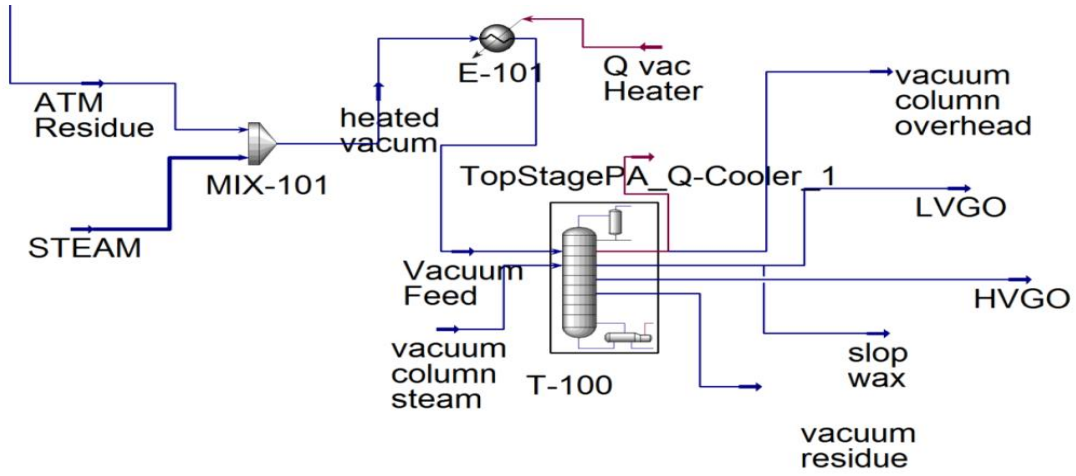 ATM
Residue
STEAM
MIX-101
heated
vacum
E-101
Q vac
Heater
vacuum
column
overhead
TopStagePA_Q-Cooler_1
LVGO
Vacuum
Feed
HVGO
vacuum
column
steam
T-100
slop
wax
vacuum
residue